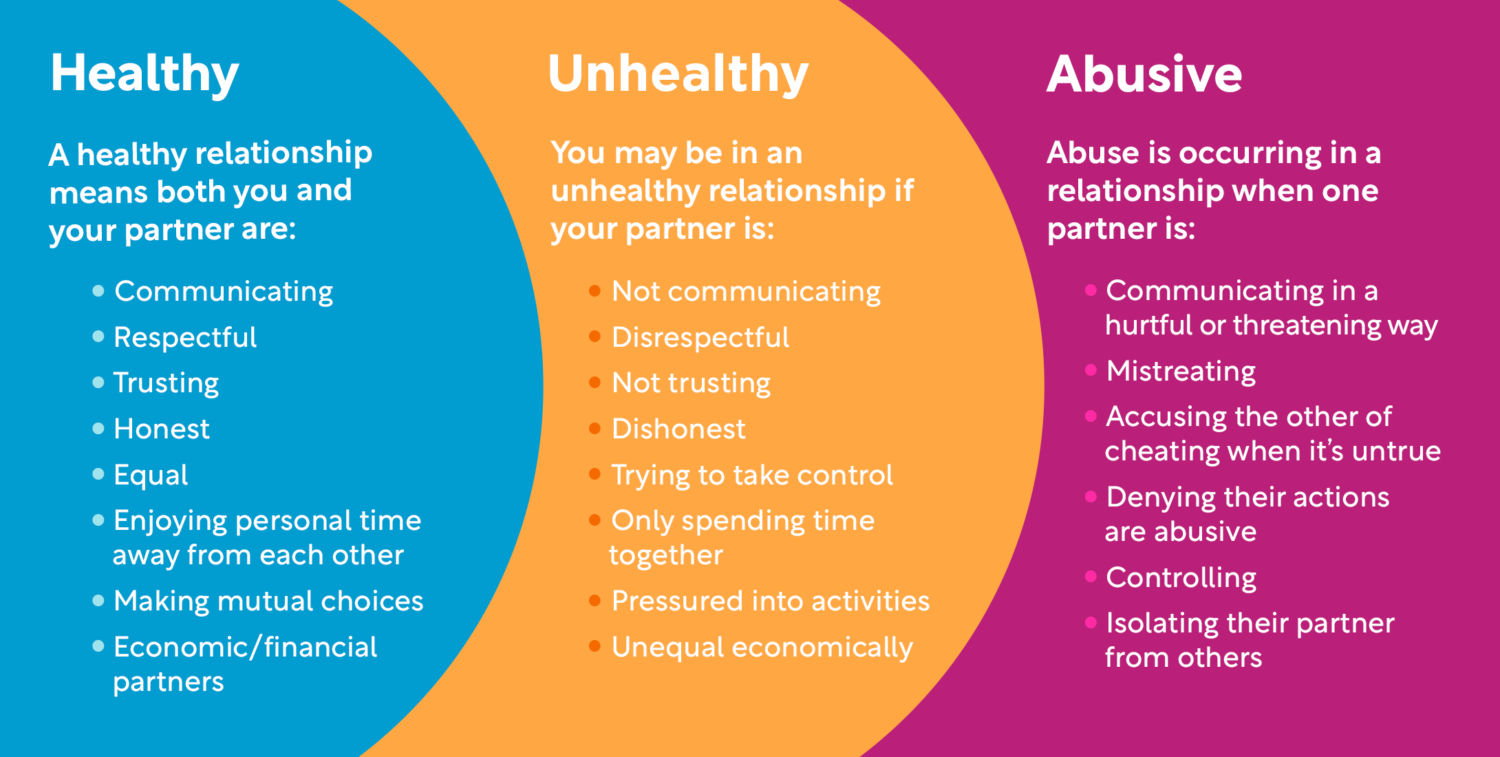 Healthy
A healthy relationship
means both you and
your partner are:
Communicating
Respectful
Trusting
Honest
Equal
Enjoying personal time
away from each other
Making mutual choices
Economic/financial
partners
Unhealthy
You may be in an
unhealthy relationship if
your partner is:
Not communicating
Disrespectful
Not trusting
Dishonest
Trying to take control
Only spending time
together
Pressured into activities
Unequal economically
Abusive
Abuse is occurring in a
relationship when one
partner is:
Communicating in a
hurtful or threatening way
Mistreating
Accusing the other of
cheating when it’s untrue
Denying their actions
are abusive
Controlling
Isolating their partner
from others